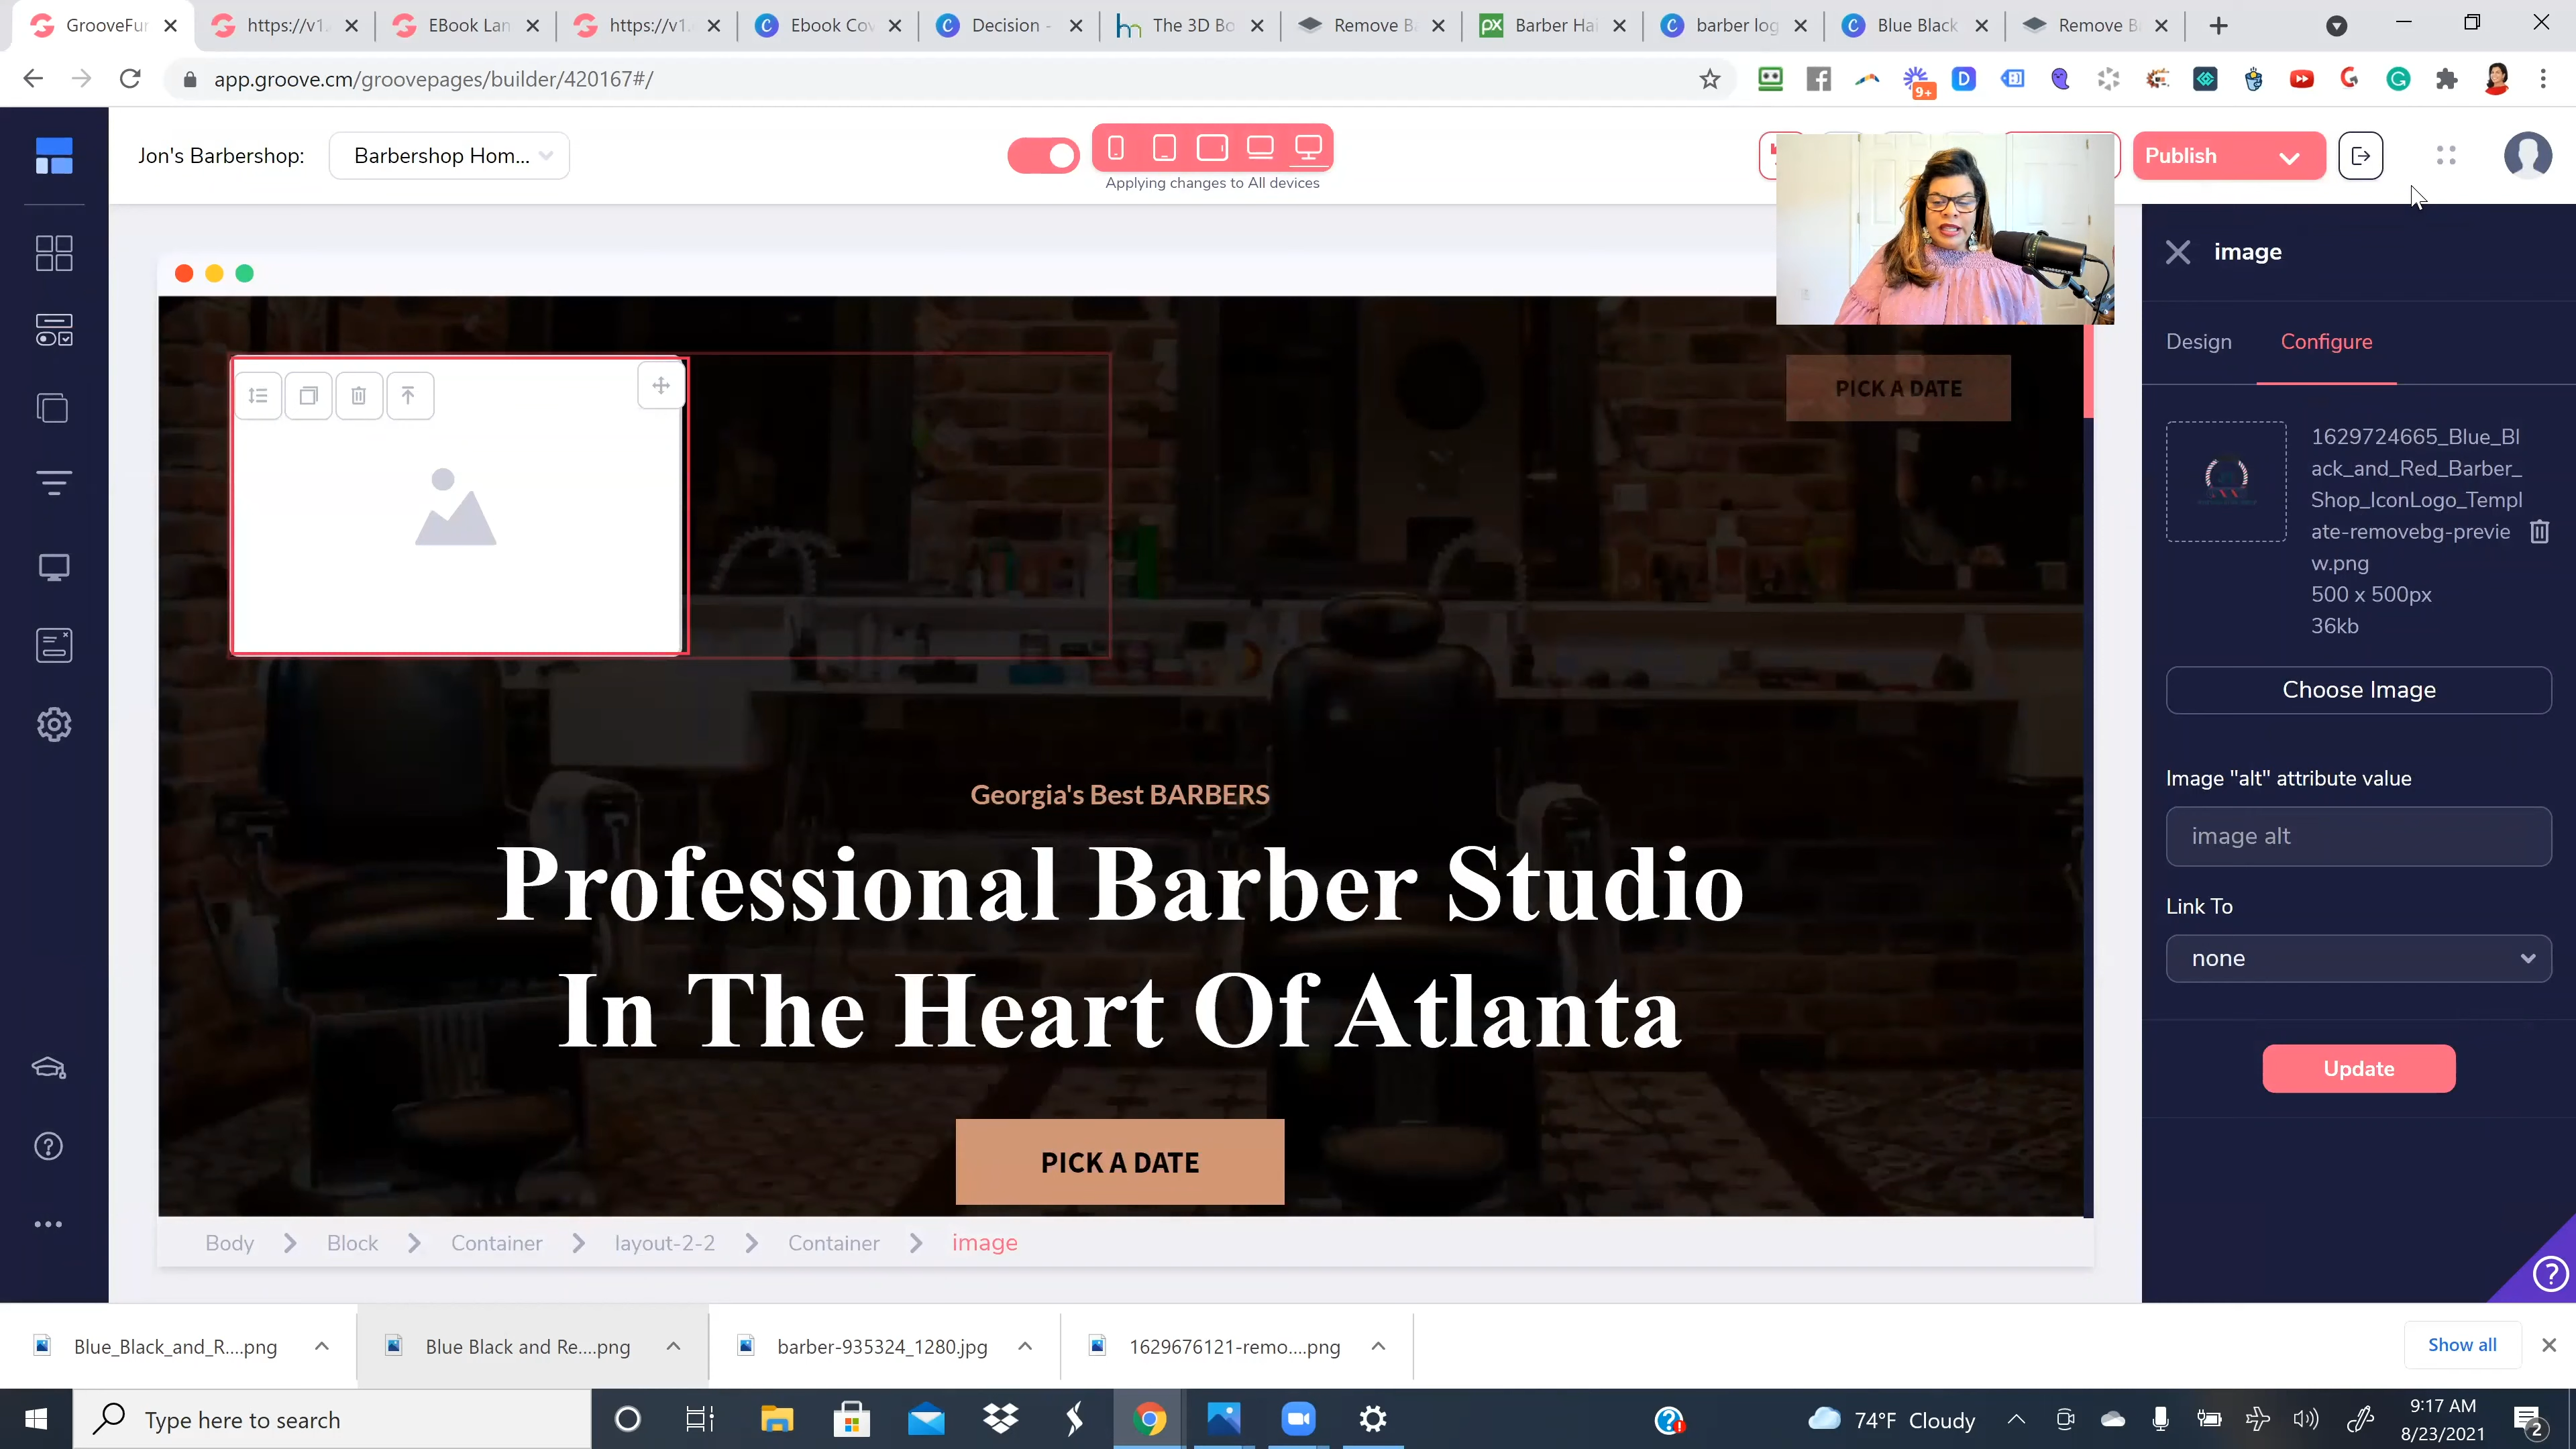 GrooveFur
https://v1.
EBook Lan
https://v1.
Ebook Cov
Decision -
The 3D Bo
Remove Ba
Barber Hai
barber log
Blue Black
Remove B
app.groove.cm/groovepages/builder/420167#/
9+
Jon's Barbershop:
Barbershop Hom...
Applying changes to All devices
Publish
image
Design
Configure
PICK A DATE
1629724665_Blue_Bl
ack_and_Red_Barber_
Shop_IconLogo_Templ
ate-removebg-previe
w.png
500 x 500px
36kb
Choose Image
Image "alt" attribute value
image alt
Link To
none
Update
Georgia's Best BARBERS
Professional Barber Studio
In The Heart Of Atlanta
PICK A DATE
Body
Block
Container
layout-2-2
Container
image
Blue_Black_and_R....png
Blue Black and Re....png
barber-935324_1280.jpg
1629676121-remo....png
Show all
Type here to search
74°F Cloudy
9:17 AM
8/23/2021
2